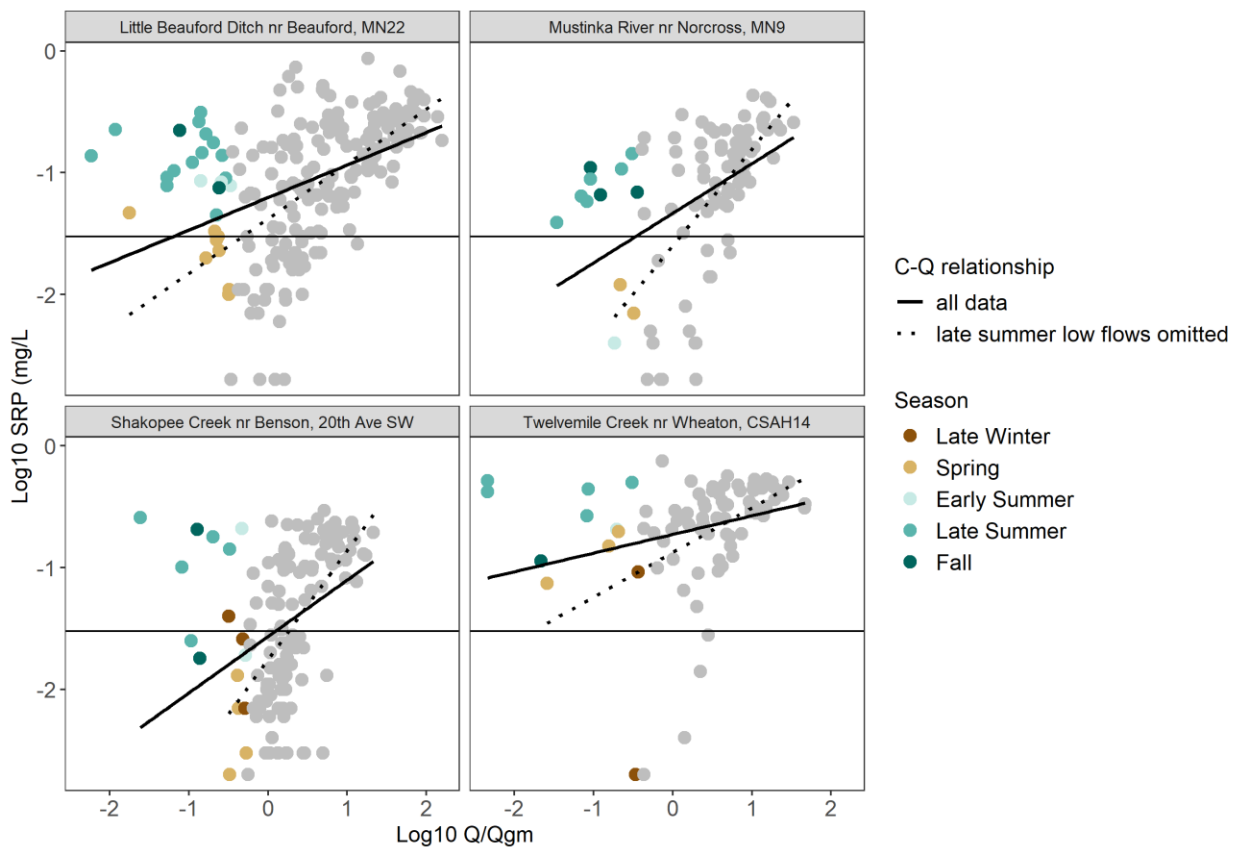 Little Beauford Ditch nr Beauford, MN22
Mustinka River nr Norcross, MN9
0
-1
-2
Shakopee Creek nr Benson, 20th Ave SW
Twelvemile Creek nr Wheaton, CSAH14
0
-1
-2
Log10 SRP (mg/L
-2
-1
0
1
2
-2
-1
0
1
2
Log10 Q/Qgm
C-Q relationship
all data
late summer low flows omitted
Season
Late Winter
Spring
Early Summer
Late Summer
Fall